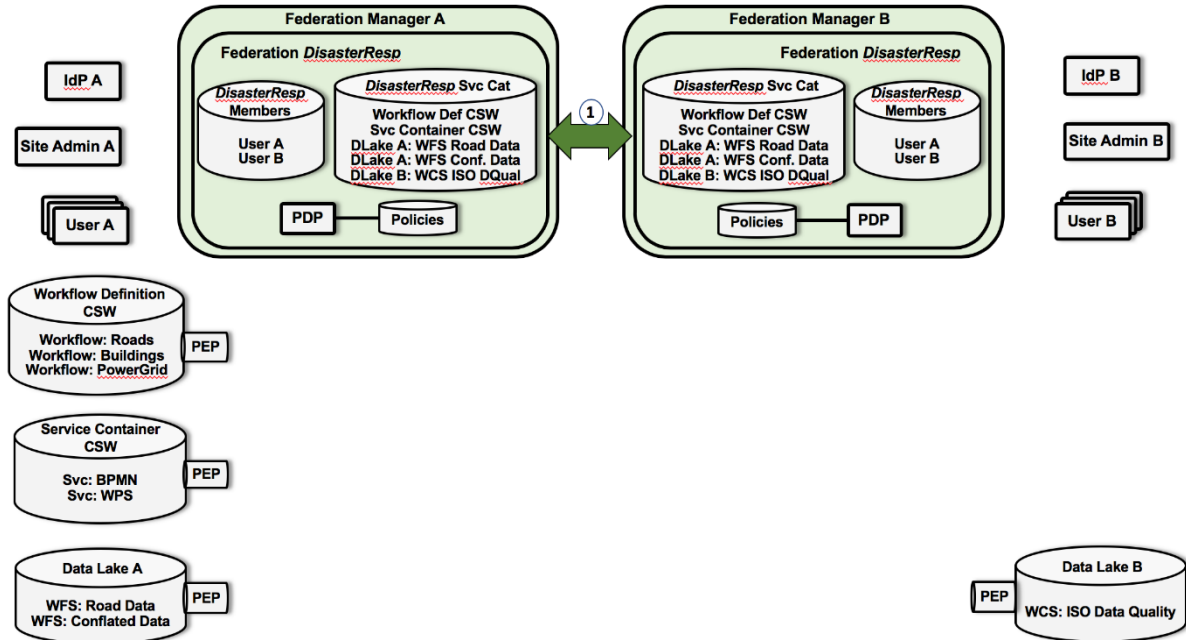 Federation Manager A
Federation DisasterResp
DisasterResp
Members
User A
User B
DisasterResp Svc Cat
Workflow Def CSW
Svc Container CSW
DLake A: WFS Road Data
DLake A: WFS Conf. Data
DLake B: WCS ISO DQual
PDP
Policies
1
Federation Manager B
Federation DisasterResp
DisasterResp Svc Cat
Workflow Def CSW
Svc Container CSW
DLake A: WFS Road Data
DLake A: WFS Conf. Data
DLake B: WCS ISO DQual
DisasterResp
Members
User A
User B
Policies
PDP
IdP A
Site Admin A
User A
IdP B
Site Admin B
User B
Workflow Definition
CSW
Workflow: Roads
Workflow: Buildings
Workflow: PowerGrid
PEP
Service Container
CSW
Svc: BPMN
Svc: WPS
PEP
Data Lake A
WFS: Road Data
WFS: Conflated Data
PEP
PEP
Data Lake B
WCS: ISO Data Quality